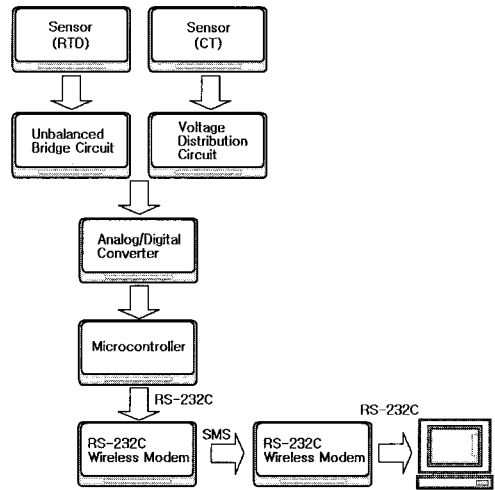 Sensor
(RTD)
Sensor
(CT)
Unbalanced
Bridge Circuit
Voltage
Distribution
Circuit
Analog/Digital
Converter
Microcontroller
RS-232C
RS-232C
Wireless Modem
SMS
RS-232C
Wireless Modem
RS-232C